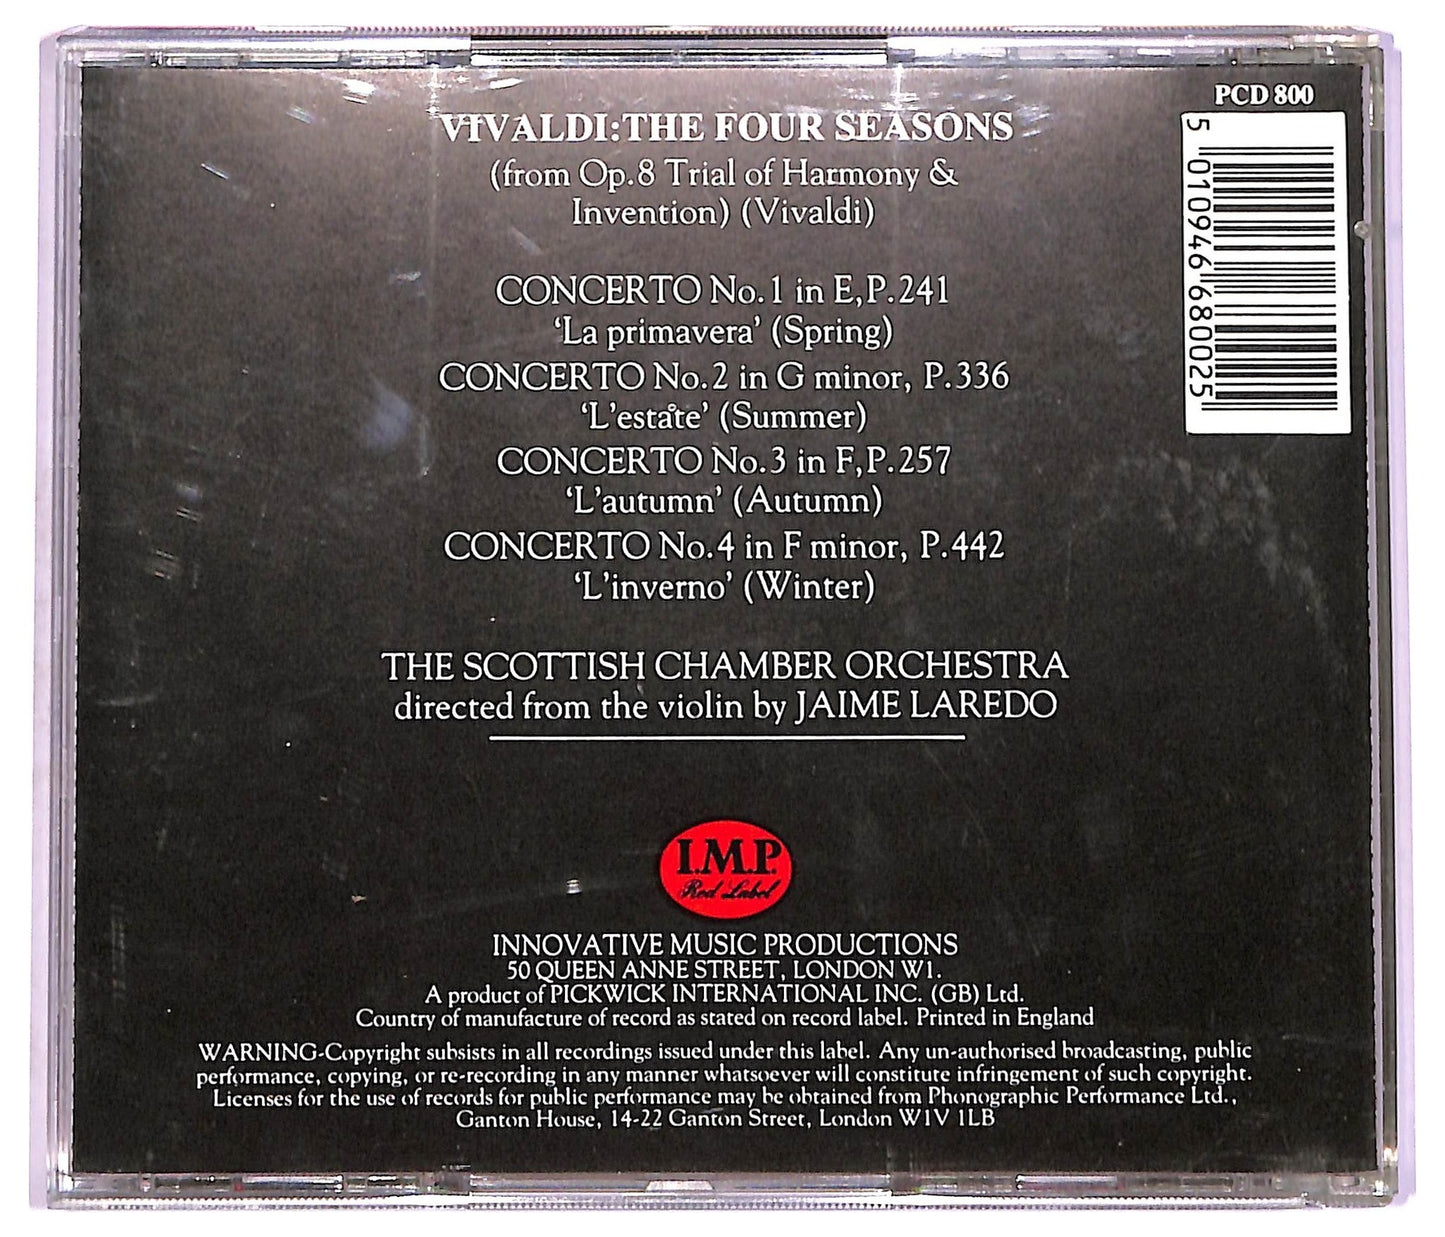 PCD 800
VIVALDI:THE FOUR SEASONS
(from Op.8 Trial of Harmony &
Invention) (Vivaldi)
CONCERTO No.1 in E,P.241
‘La primavera’ (Spring)
CONCERTO No.2 in G minor, P.336
‘L’estate’ (Summer)
CONCERTO No.3 in F,P.257
‘L’autumn’ (Autumn)
CONCERTO No.4 in F minor, P.442
‘L’inverno’ (Winter)
THE SCOTTISH CHAMBER ORCHESTRA
directed from the violin by JAIME LAREDO
5 010946 680025
I.M.P.
Red Label
INNOVATIVE MUSIC PRODUCTIONS
50 QUEEN ANNE STREET, LONDON W1.
A product of PICKWICK INTERNATIONAL INC. (GB) Ltd.
Country of manufacture of record as stated on record label. Printed in England
WARNING-Copyright subsists in all recordings issued under this label. Any un-authorised broadcasting, public
performance, copying, or re-recording in any manner whatsoever will constitute infringement of such copyright.
Licenses for the use of records for public performance may be obtained from Phonographic Performance Ltd.,
Ganton House, 14-22 Ganton Street, London W1V 1LB